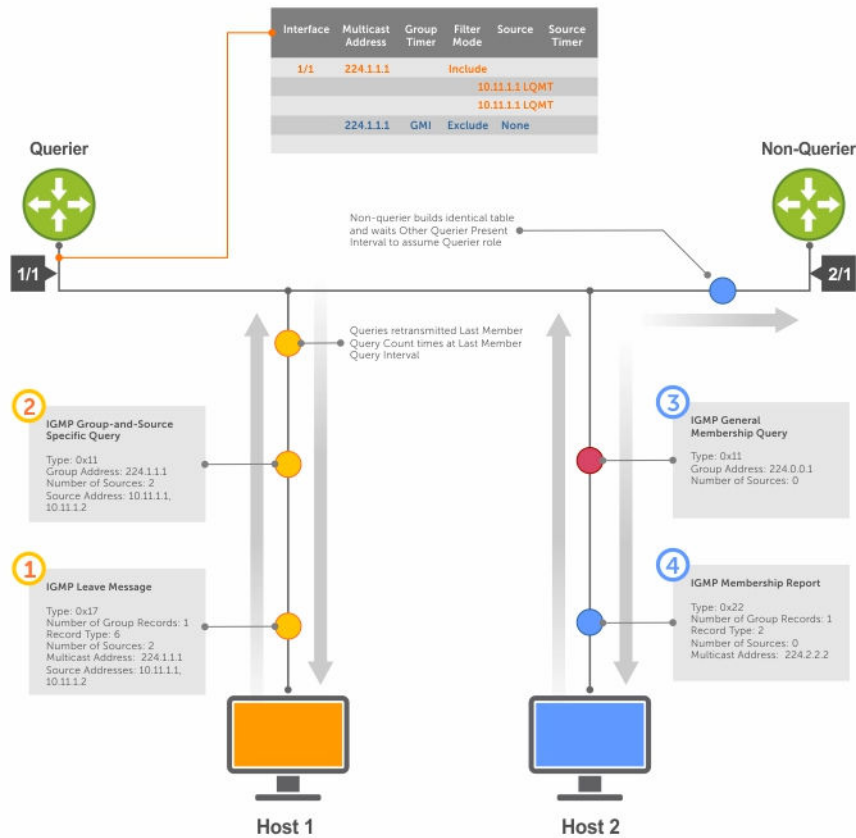 Interface Multicast Address Group Timer Filter Mode Source Source Timer
1/1 224.1.1.1 Include
10.11.1.1 LQMT
10.11.1.1 LQMT
224.1.1.1 GMI Exclude None
Querier
Non-Querier
1/1
2/1
Non-querier builds identical table
and waits Other Querier Present
Interval to assume Querier role
Queries retransmitted Last Member
Query Count times at Last Member
Query Interval
2
IGMP Group-and-Source
Specific Query
Type: 0x11
Group Address: 224.1.1.1
Number of Sources: 2
Source Address: 10.11.1.1,
10.11.1.2
3
IGMP General
Membership Query
Type: 0x11
Group Address: 224.0.0.1
Number of Sources: 0
1
IGMP Leave Message
Type: 0x17
Number of Group Records: 1
Record Type: 6
Number of Sources: 2
Multicast Address: 224.1.1.1
Source Addresses: 10.11.1.1,
10.11.1.2
4
IGMP Membership Report
Type: 0x22
Number of Group Records: 1
Record Type: 2
Number of Sources: 0
Multicast Address: 224.2.2.2
Host 1
Host 2